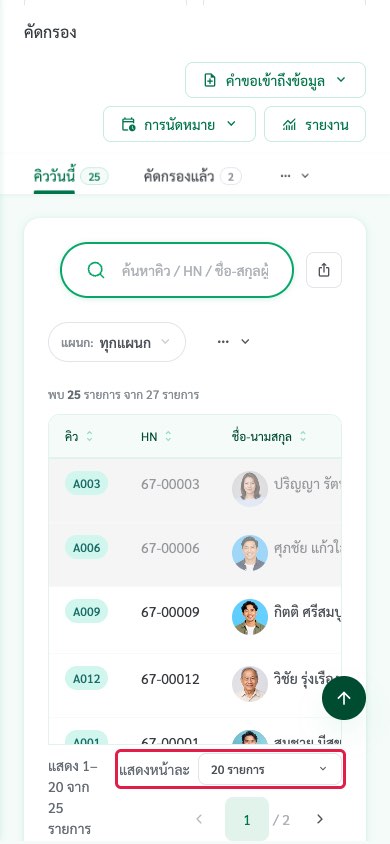 คัดกรอง
คำขอเข้าถึงข้อมูล
การนัดหมาย
รายงาน
คิววันนี้ 25 คัดกรองแล้ว 2 ...
ค้นหาคิว / HN / ชื่อ-สกุลผู้
แผนก: ทุกแผนก ...
พบ 25 รายการ จาก 27 รายการ
คิว HN ชื่อ-นามสกุล
A003 67-00003 ปริญญา
A006 67-00006 ศุภชัย
A009 67-00009 กิตติ
A012 67-00012 วิชัย
A001 67-00001 สมชาย
แสดง 1–
20 จาก
25
รายการ
แสดงหน้าละ 20 รายการ
1 / 2